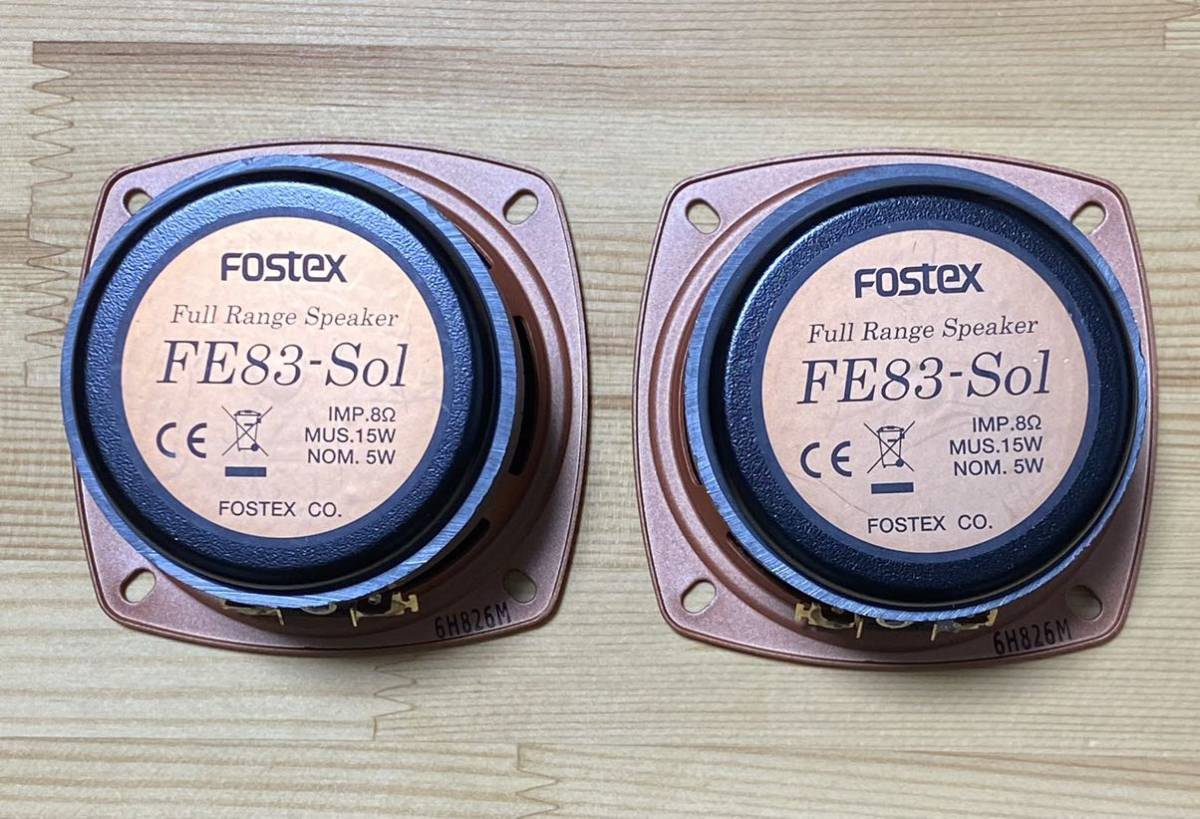 FOSTEX
Full Range Speaker
FE83-Sol
CE
IMP.8Ω
MUS.15W
NOM. 5W
FOSTEX CO.
6H826M
FOSTEX
Full Range Speaker
FE83-Sol
CE
IMP.8Ω
MUS.15W
NOM. 5W
FOSTEX CO.
6H826M